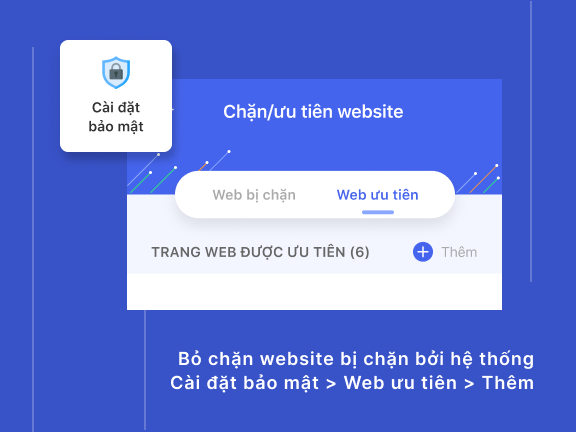 Cài đặt
bảo mật
Chặn/ưu tiên website
Web bị chặn
Web ưu tiên
TRANG WEB ĐƯỢC ƯU TIÊN (6)
Thêm
Bỏ chặn website bị chặn bởi hệ thống
Cài đặt bảo mật > Web ưu tiên > Thêm